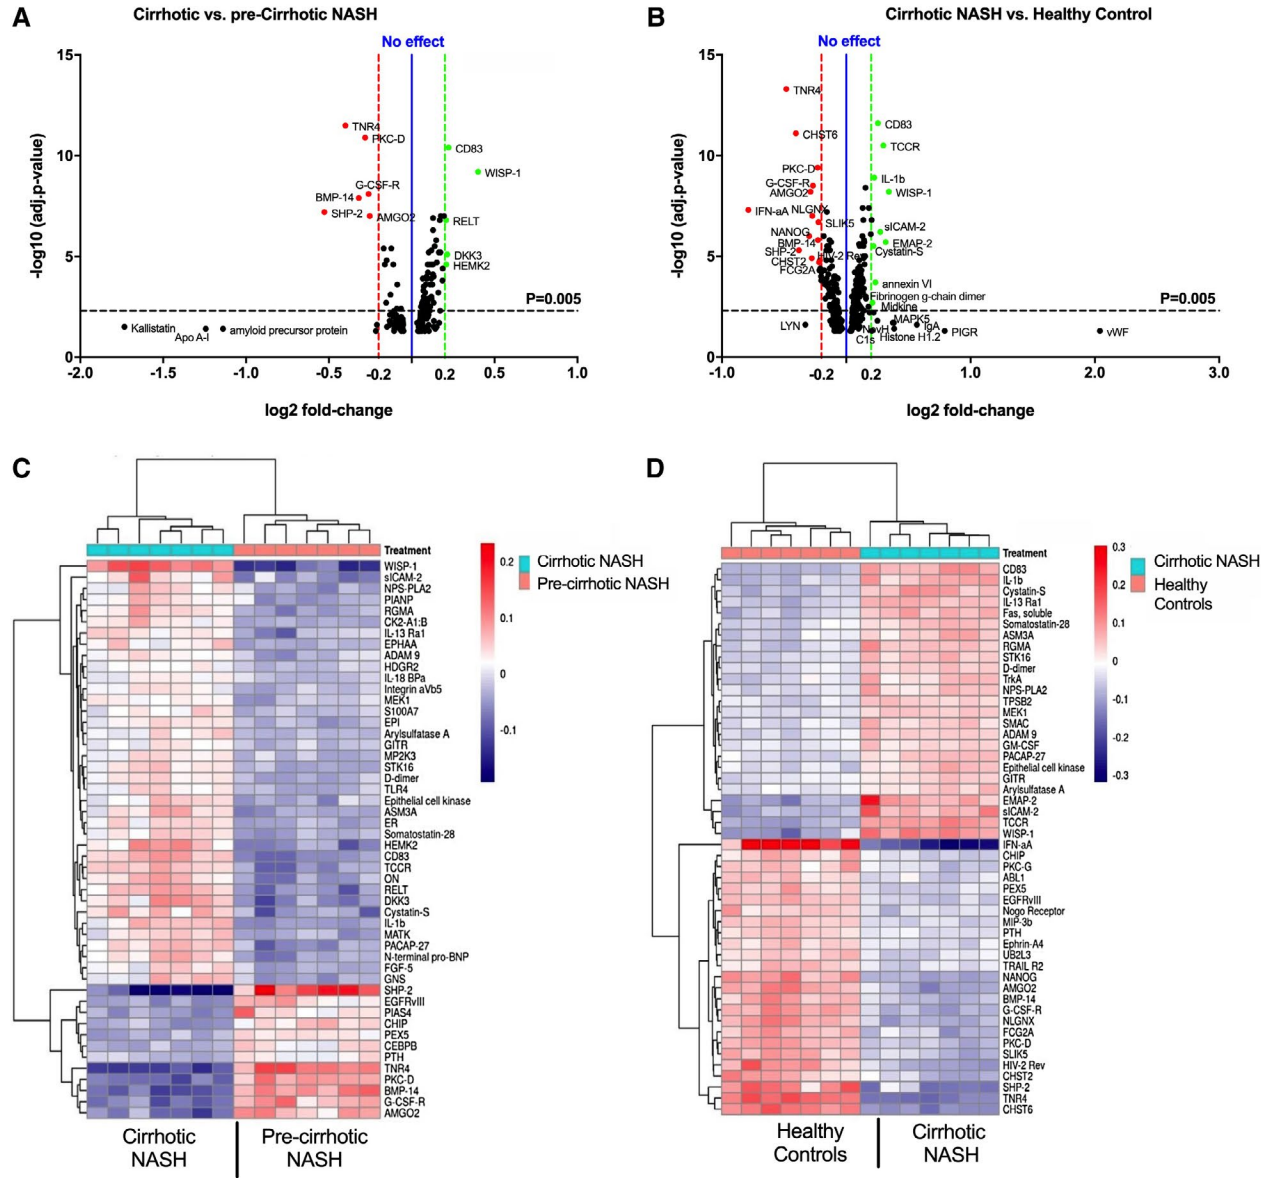 A
Cirrhotic vs. pre-Cirrhotic NASH
No effect
15
10
5
0
-log10 (adj.p-value)
TNR4
PKC-D
CD83
WISP-1
G-CSF-R
BMP-14
SHP-2
AMGO2
RELT
DKK3
HEMK2
P=0.005
Kallistatin
Apo A-I
amyloid precursor protein
-2.0
-1.5
-1.0
-0.5
-0.2
0.2
0.5
1.0
log2 fold-change
B
Cirrhotic NASH vs. Healthy Control
No effect
15
10
5
0
-log10 (adj.p-value)
TNR4
CHST6
CD83
TCCR
PKC-D
G-CSF-R
AMGO2
IL-1b
WISP-1
IFN-aA
NLGNX
SLIK5
NANOG
BMP-14
sICAM-2
EMAP-2
SHP-2
HIV-2 Rev
Cystatin-S
CHST2
FCG2A
annexin VI
Fibrinogen g-chain dimer
Midkine
P=0.005
LYN
MAPK5
NovH
IgA
C1s
Histone H1.2
PIGR
vWF
-1.0
-0.2
0.2
1.0
2.0
3.0
log2 fold-change
C
Treatment
WISP-1
sICAM-2
NPS-PLA2
PIANP
RGMA
CK2-A1:B
IL-13 Ra1
EPHAA
ADAM 9
HDGR2
IL-18 BPa
Integrin aVb5
MEK1
S100A7
EPI
Arylsulfatase A
GITR
MP2K3
STK16
D-dimer
TLR4
Epithelial cell kinase
ASM3A
ER
Somatostatin-28
HEMK2
CD83
TCCR
ON
RELT
DKK3
Cystatin-S
IL-1b
MATK
PACAP-27
N-terminal pro-BNP
FGF-5
GNS
SHP-2
EGFRvIII
PIAS4
CHIP
PEX5
CEBPB
PTH
TNR4
PKC-D
BMP-14
G-CSF-R
AMGO2
0.2
0.1
0
-0.1
Cirrhotic NASH
Pre-cirrhotic NASH
Cirrhotic
NASH
Pre-cirrhotic
NASH
D
Treatment
CD83
IL-1b
Cystatin-S
IL-13 Ra1
Fas, soluble
Somatostatin-28
ASM3A
RGMA
STK16
D-dimer
TrkA
NPS-PLA2
TPSB2
MEK1
SMAC
ADAM 9
GM-CSF
PACAP-27
Epithelial cell kinase
GITR
Arylsulfatase A
EMAP-2
sICAM-2
TCCR
WISP-1
IFN-aA
CHIP
PKC-G
ABL1
PEX5
EGFRvIII
Nogo Receptor
MIP-3b
PTH
Ephrin-A4
UB2L3
TRAIL R2
NANOG
AMGO2
BMP-14
G-CSF-R
NLGNX
FCG2A
PKC-D
SLIK5
HIV-2 Rev
CHST2
SHP-2
TNR4
CHST6
0.3
0.2
0.1
0
-0.1
-0.2
-0.3
Cirrhotic NASH
Healthy
Controls
Healthy
Controls
Cirrhotic
NASH